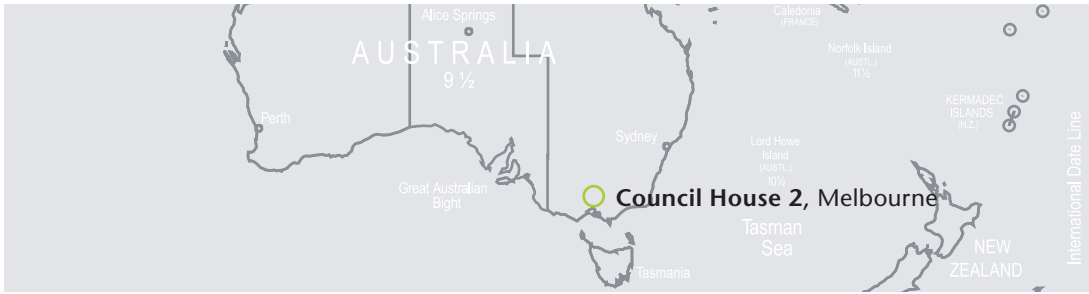 Alice Springs
AUSTRALIA
9 ½
Caledonia
(FRANCE)
Norfolk Island
(AUSTL.)
11½
KERMADEC
ISLANDS
(N.Z.)
Perth
Sydney
Lord Howe
Island
(AUSTL.)
10½
Great Australian
Bight
Council House 2, Melbourne
Tasman
Sea
NEW
ZEALAND
Tasmania
International Date Line